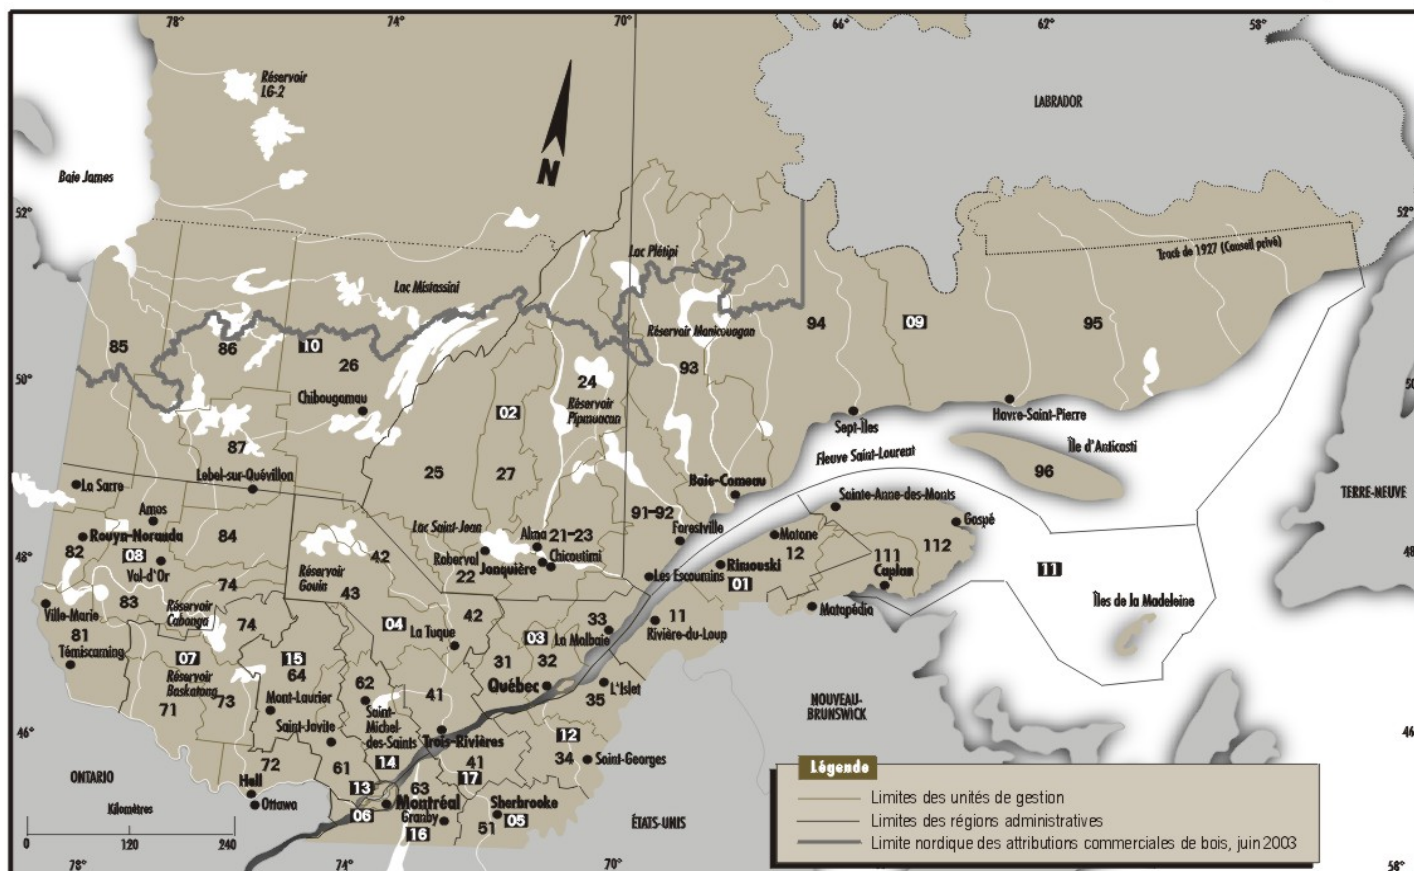 78°
74°
70°
66°
62°
58°
Réservoir
LG-2
LABRADOR
N
Baie James
52°
52°
Lac Plétipi
Tracé de 1927 (Conseil privé)
Lac Mistassini
85
86
10
26
Réservoir Manicouagan
94
09
95
93
50°
24
Chibougamau
02
Réservoir
Pipmuacan
Sept-Îles
Havre-Saint-Pierre
87
25
27
Fleuve Saint-Laurent
Île d'Anticosti
96
La Sarre
Lebel-sur-Quévillon
Baie-Comeau
Sainte-Anne-des-Monts
TERRE-NEUVE
Amos
91-92
Forestville
Gaspé
Rouyn-Noranda
84
Lac Saint-Jean
Alma
21-23
Matane
12
112
48°
82
08
Val-d'Or
42
Roberval
Jonquière
Chicoutimi
22
111
Caplan
Réservoir
Gouin
Les Escoumins
Rimouski
01
11
74
43
83
Réservoir
Cabonga
Ville-Marie
74
42
33
11
Matapédia
Îles de la Madeleine
81
04
La Tuque
03
La Malbaie
Rivière-du-Loup
Témiscaming
07
15
64
31
32
Réservoir
Baskatong
71
73
Mont-Laurier
62
41
Québec
L'Islet
35
NOUVEAU-
BRUNSWICK
Saint-Jovite
Saint-
Michel-
des-Saints
46°
Trois-Rivières
12
34
Saint-Georges
72
61
14
41
17
ONTARIO
Hull
Ottawa
13
63
Montréal
Sherbrooke
06
Granby
16
51
05
ÉTATS-UNIS
Kilomètres
0
120
240
78°
74°
70°
58°
Légende
Limites des unités de gestion
Limites des régions administratives
Limite nordique des attributions commerciales de bois, juin 2003